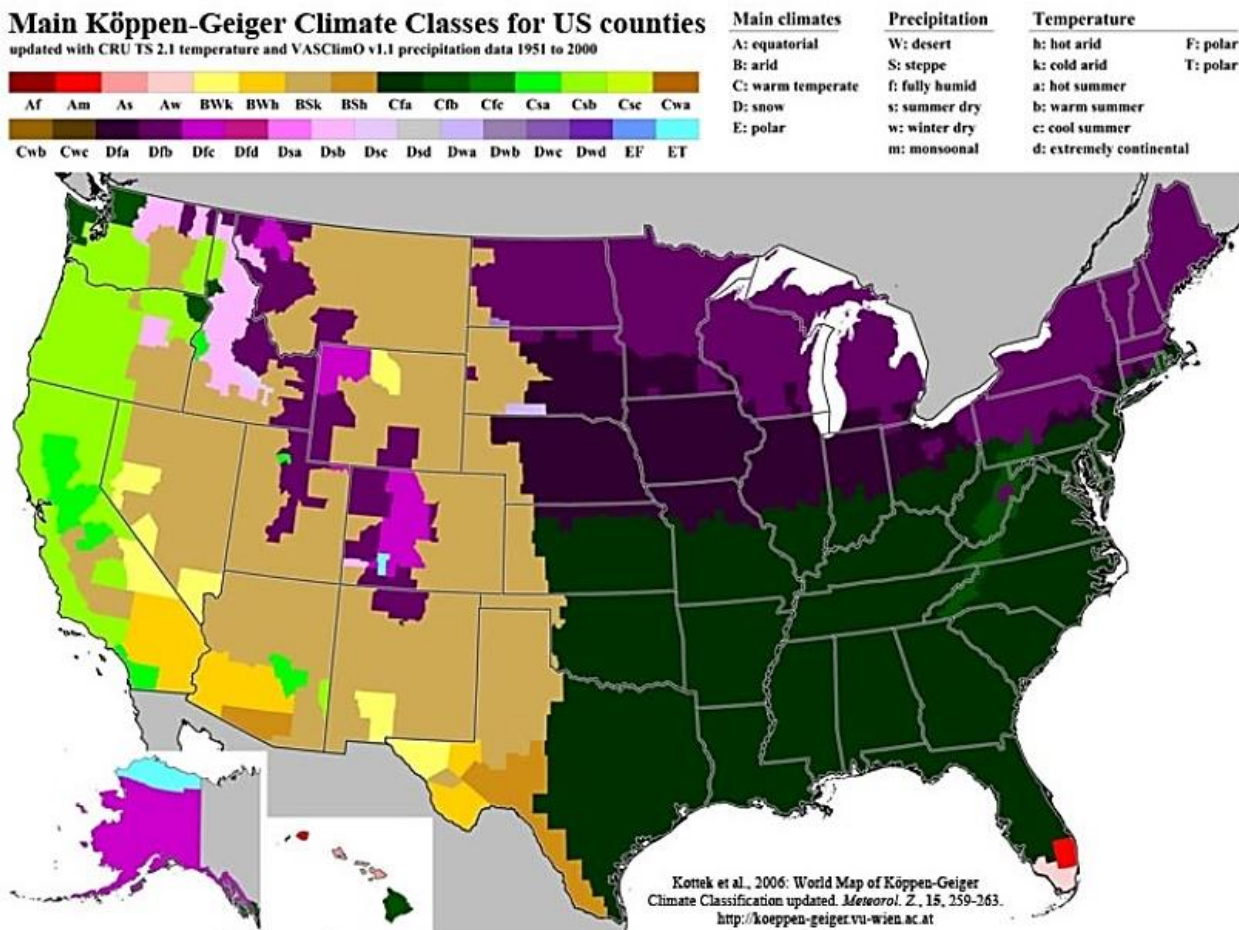 Main Köppen-Geiger Climate Classes for US counties
updated with CRU TS 2.1 temperature and VASClimO v1.1 precipitation data 1951 to 2000
Af Am As Aw BWk BWh BSk BSh Cfa Cfb Cfc Csa Csb Csc Cwa
Cwb Cwc Dfa Dfb Dfc Dfd Dsa Dsb Dsc Dsd Dwa Dwb Dwc Dwd EF ET
Main climates
A: equatorial
B: arid
C: warm temperate
D: snow
E: polar
Precipitation
W: desert
S: steppe
f: fully humid
s: summer dry
w: winter dry
m: monsoonal
Temperature
h: hot arid F: polar
k: cold arid T: polar
a: hot summer
b: warm summer
c: cool summer
d: extremely continental
Kottek et al., 2006: World Map of Köppen-Geiger
Climate Classification updated. Meteorol. Z., 15, 259-263.
http://koeppen-geiger.vu-wien.ac.at